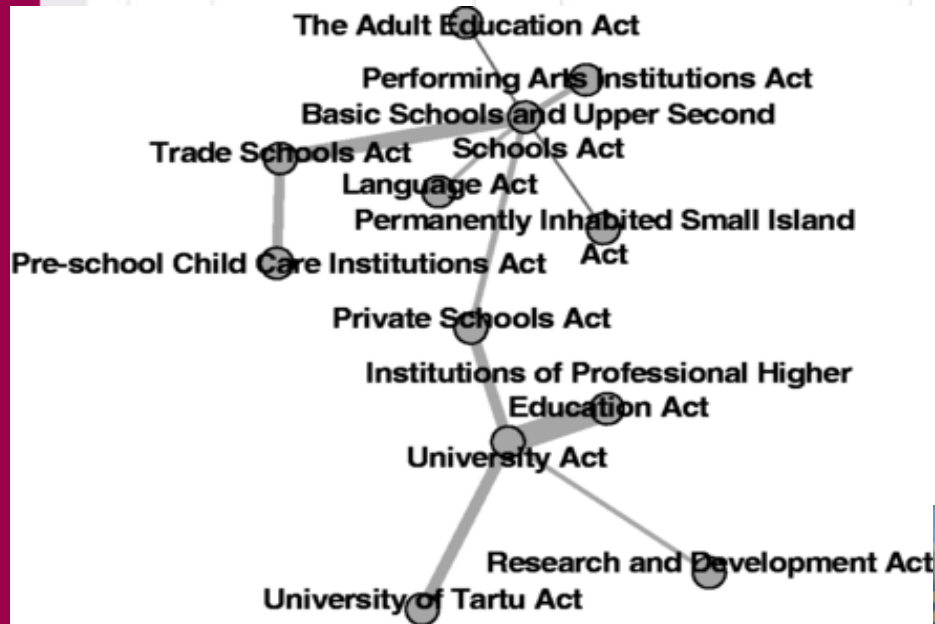 The Adult Education Act
Performing Arts Institutions Act
Basic Schools and Upper Second
Schools Act
Trade Schools Act
Language Act
Permanently Inhabited Small Island
Act
Pre-school Child Care Institutions Act
Private Schools Act
Institutions of Professional Higher
Education Act
University Act
Research and Development Act
University of Tartu Act